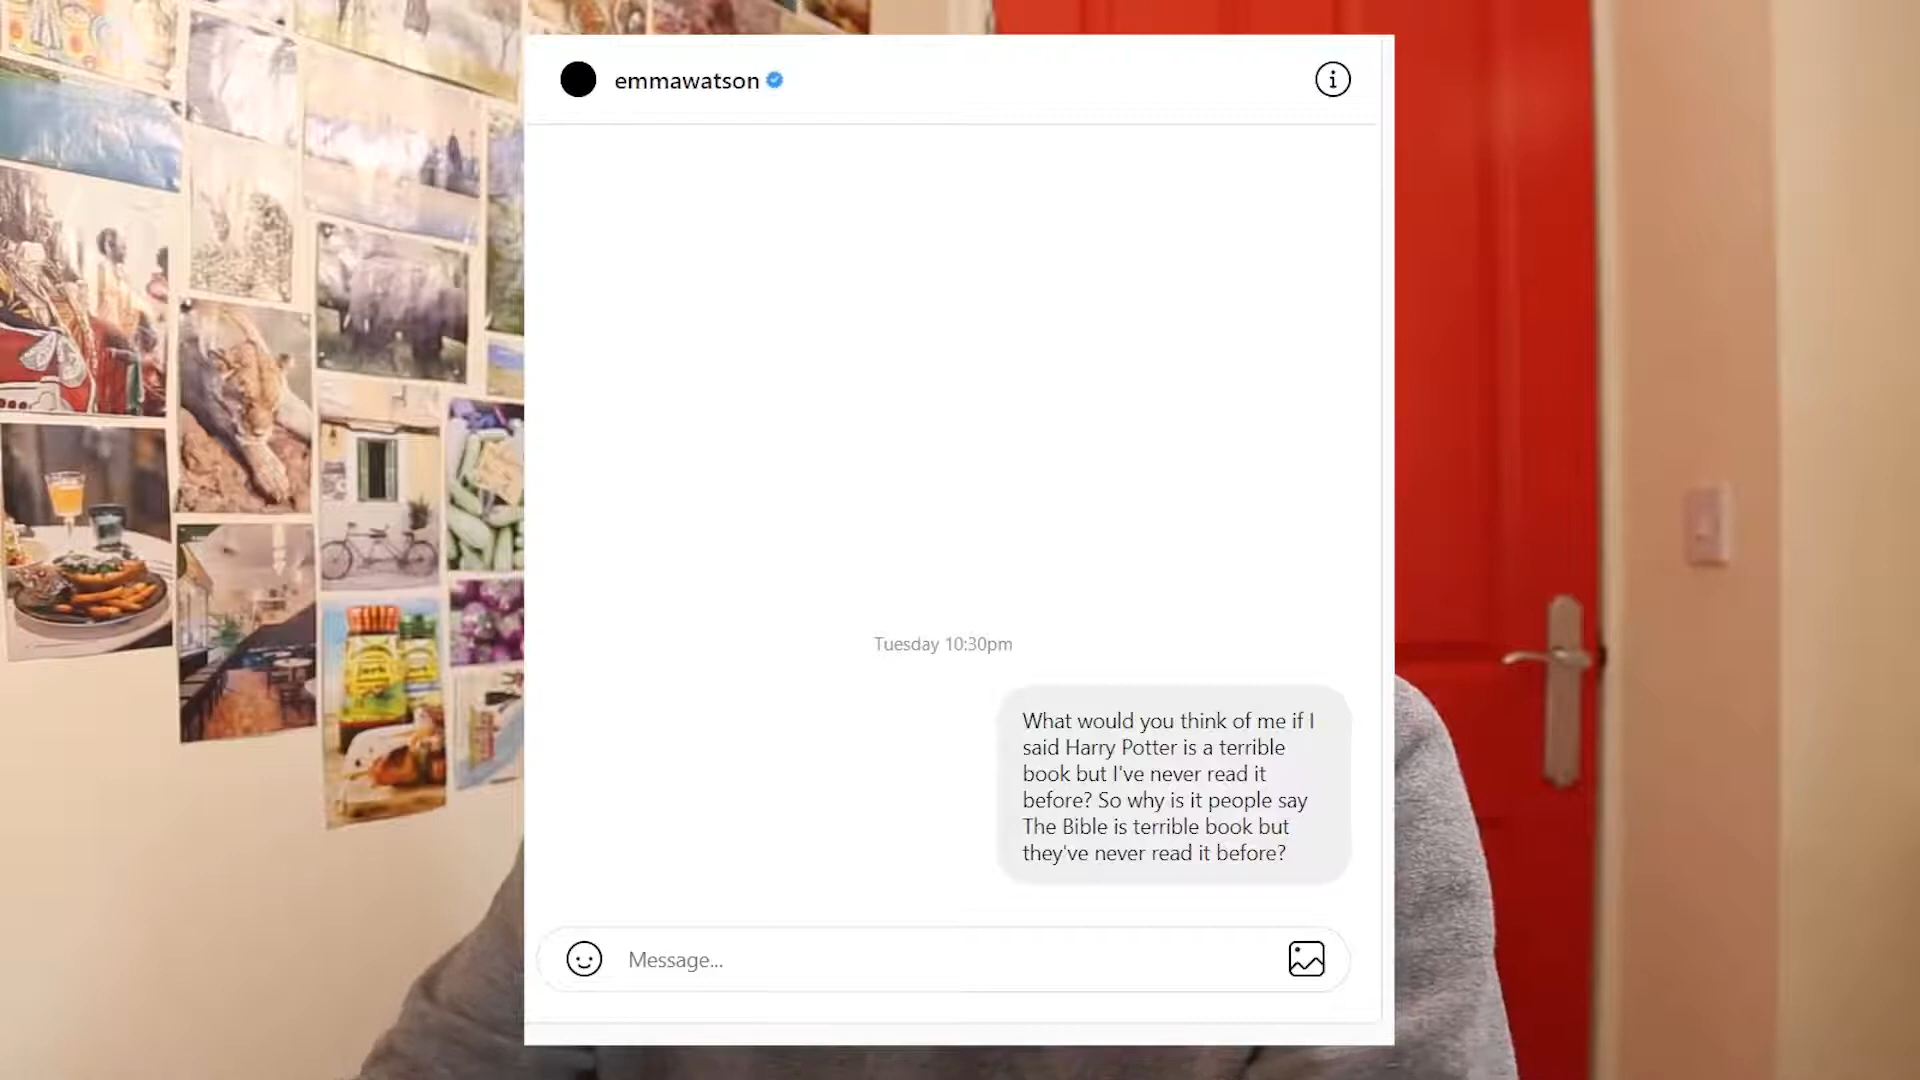 emmawatson
Tuesday 10:30pm
What would you think of me if I
said Harry Potter is a terrible
book but I've never read it
before? So why is it people say
The Bible is terrible book but
they've never read it before?
Message...